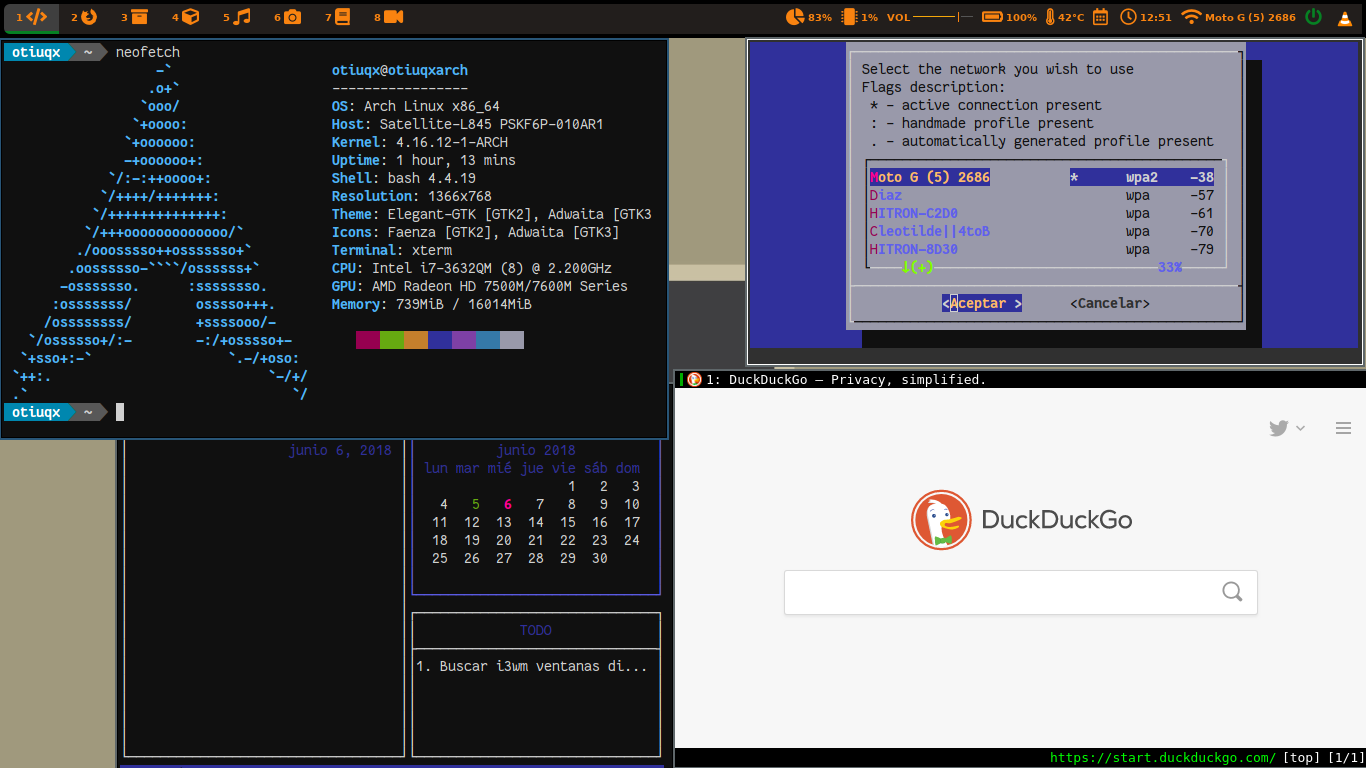 1 2 3 4 5 6 7 8 83% 1% VOL 100% 42°C 12:51 Moto G (5) 2686
otiuqx ~ neofetch
otiuqx@otiuqxarch
-----------------
OS: Arch Linux x86_64
Host: Satellite-L845 PSKF6P-010AR1
Kernel: 4.16.12-1-ARCH
Uptime: 1 hour, 13 mins
Shell: bash 4.4.19
Resolution: 1366x768
Theme: Elegant-GTK [GTK2], Adwaita [GTK3
Icons: Faenza [GTK2], Adwaita [GTK3]
Terminal: xterm
CPU: Intel i7-3632QM (8) @ 2.200GHz
GPU: AMD Radeon HD 7500M/7600M Series
Memory: 739MiB / 16014MiB
otiuqx ~
Select the network you wish to use
Flags description:
* - active connection present
: - handmade profile present
. - automatically generated profile present
Moto G (5) 2686 * wpa2 -38
Diaz wpa -57
HITRON-C2D0 wpa -61
Cleotilde||4toB wpa -70
HITRON-8D30 wpa -79
↓(+) 33%
<Aceptar > <Cancelar>
junio 6, 2018
junio 2018
lun mar mié jue vie sáb dom
1 2 3
4 5 6 7 8 9 10
11 12 13 14 15 16 17
18 19 20 21 22 23 24
25 26 27 28 29 30
TODO
1. Buscar i3wm ventanas di...
1: DuckDuckGo — Privacy, simplified.
DuckDuckGo
https://start.duckduckgo.com/ [top] [1/1]